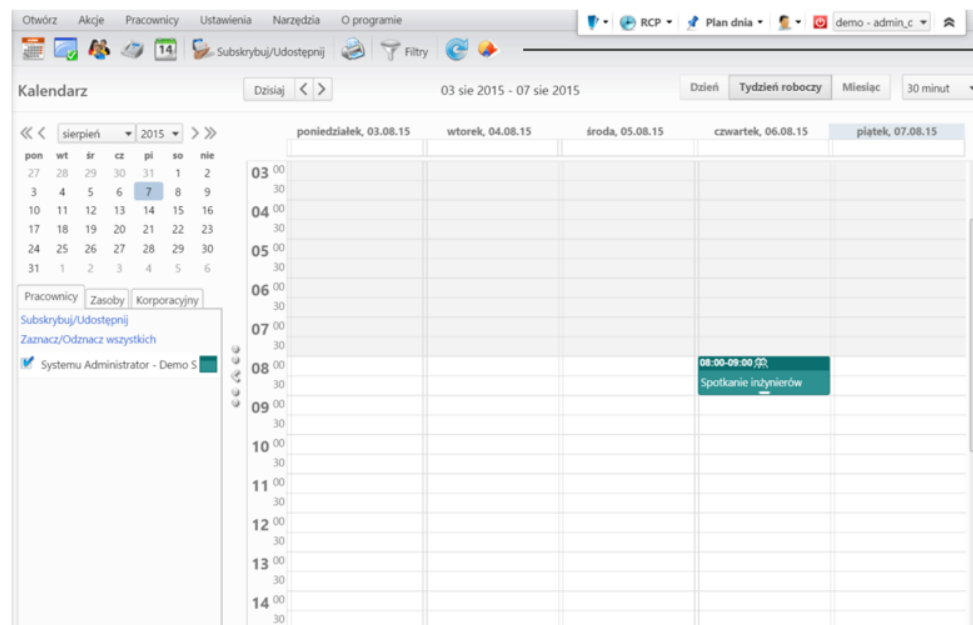 Otwórz Akcje Pracownicy Ustawienia Narzędzia O programie
RCP Plan dnia demo - admin_c
14 Subskrybuj/Udostępnij Filtry
Kalendarz Dzisiaj 03 sie 2015 - 07 sie 2015 Dzień Tydzień roboczy Miesiąc 30 minut
sierpień 2015
pon wt śr cz pi so nie
27 28 29 30 31 1 2
3 4 5 6 7 8 9
10 11 12 13 14 15 16
17 18 19 20 21 22 23
24 25 26 27 28 29 30
31 1 2 3 4 5 6
Pracownicy Zasoby Korporacyjny
Subskrybuj/Udostępnij
Zaznacz/Odznacz wszystkich
Systemu Administrator - Demo S
poniedziałek, 03.08.15 wtorek, 04.08.15 środa, 05.08.15 czwartek, 06.08.15 piątek, 07.08.15
03 00
30
04 00
30
05 00
30
06 00
30
07 00
30
08 00
30
09 00
30
10 00
30
11 00
30
12 00
30
13 00
30
14 00
30
08:00-09:00
Spotkanie inżynierów